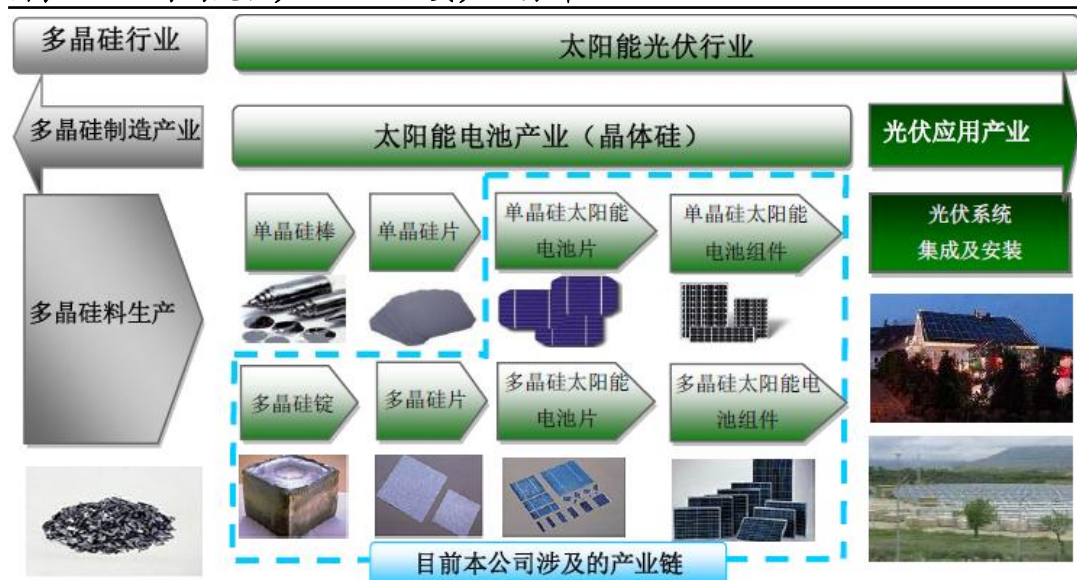 多晶硅行业
太阳能光伏行业
多晶硅制造产业
太阳能电池产业（晶体硅）
光伏应用产业
单晶硅棒
单晶硅片
单晶硅太阳能
电池片
单晶硅太阳能
电池组件
光伏系统
集成及安装
多晶硅料生产
多晶硅锭
多晶硅片
多晶硅太阳能
电池片
多晶硅太阳能电
池组件
目前本公司涉及的产业链